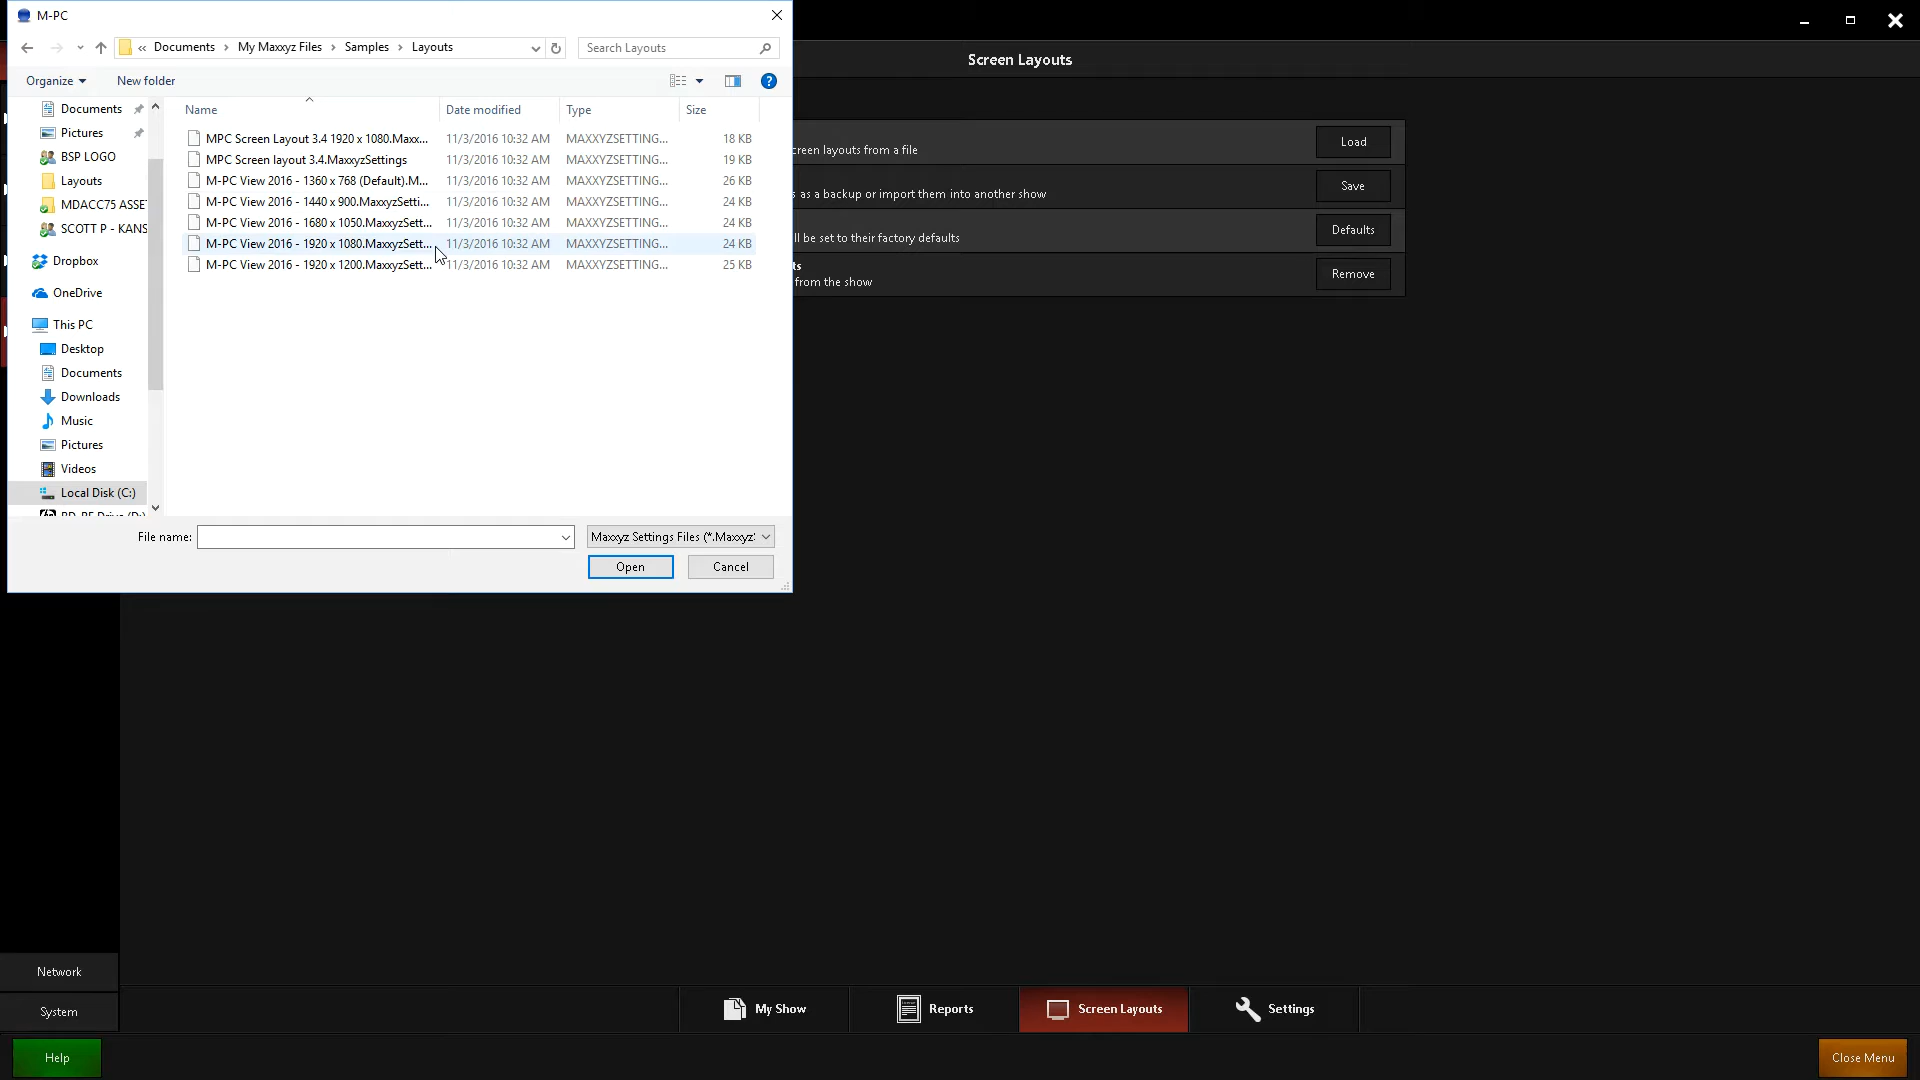 M-PC
Screen Layouts
« Documents › My Maxxyz Files › Samples › Layouts
Search Layouts
Organize
New folder
Name
Date modified
Type
Size
Documents
Pictures
BSP LOGO
Layouts
MDACC75 ASSE
SCOTT P - KANS
Dropbox
OneDrive
This PC
Desktop
Documents
Downloads
Music
Pictures
Videos
Local Disk (C:)
MPC Screen Layout 3.4 1920 x 1080.Maxx... 11/3/2016 10:32 AM MAXXYZSETTING... 18 KB
MPC Screen layout 3.4.MaxxyzSettings 11/3/2016 10:32 AM MAXXYZSETTING... 19 KB
M-PC View 2016 - 1360 x 768 (Default).M... 11/3/2016 10:32 AM MAXXYZSETTING... 26 KB
M-PC View 2016 - 1440 x 900.MaxxyzSetti... 11/3/2016 10:32 AM MAXXYZSETTING... 24 KB
M-PC View 2016 - 1680 x 1050.MaxxyzSett... 11/3/2016 10:32 AM MAXXYZSETTING... 24 KB
M-PC View 2016 - 1920 x 1080.MaxxyzSett... 11/3/2016 10:32 AM MAXXYZSETTING... 24 KB
M-PC View 2016 - 1920 x 1200.MaxxyzSett... 11/3/2016 10:32 AM MAXXYZSETTING... 25 KB
File name:
Maxxyz Settings Files (*.Maxxyz
Open
Cancel
creen layouts from a file
Load
s as a backup or import them into another show
Save
ll be set to their factory defaults
Defaults
ts
from the show
Remove
Network
System
My Show
Reports
Screen Layouts
Settings
Help
Close Menu